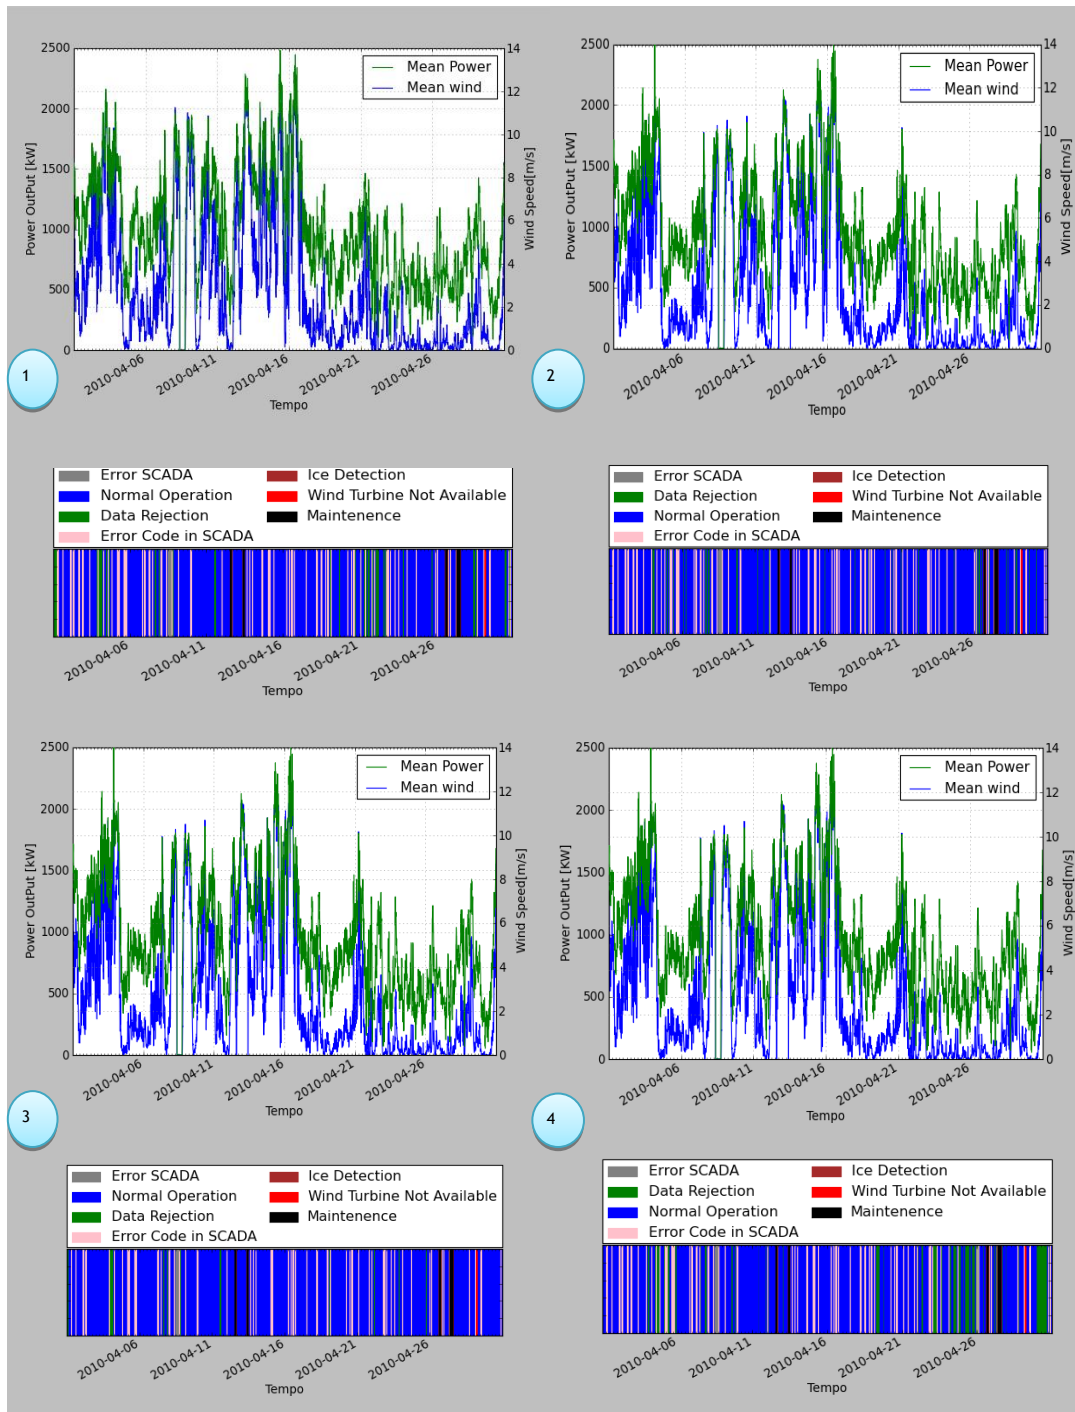 2500
2000
1500
1000
500
0
Power OutPut [kW]
14
12
10
8
6
4
2
0
Wind Speed[m/s]
Mean Power
Mean wind
2010-04-06
2010-04-11
2010-04-16
2010-04-21
2010-04-26
Tempo
1
2500
2000
1500
1000
500
0
Power OutPut [kW]
14
12
10
8
6
4
2
0
Wind Speed[m/s]
Mean Power
Mean wind
2010-04-06
2010-04-11
2010-04-16
2010-04-21
2010-04-26
Tempo
2
Error SCADA
Normal Operation
Data Rejection
Error Code in SCADA
Ice Detection
Wind Turbine Not Available
Maintenence
2010-04-06
2010-04-11
2010-04-16
2010-04-21
2010-04-26
Tempo
Error SCADA
Data Rejection
Normal Operation
Error Code in SCADA
Ice Detection
Wind Turbine Not Available
Maintenence
2010-04-06
2010-04-11
2010-04-16
2010-04-21
2010-04-26
Tempo
2500
2000
1500
1000
500
0
Power OutPut [kW]
14
12
10
8
6
4
2
0
Wind Speed[m/s]
Mean Power
Mean wind
2010-04-06
2010-04-11
2010-04-16
2010-04-21
2010-04-26
Tempo
3
2500
2000
1500
1000
500
0
Power OutPut [kW]
14
12
10
8
6
4
2
0
Wind Speed[m/s]
Mean Power
Mean wind
2010-04-06
2010-04-11
2010-04-16
2010-04-21
2010-04-26
Tempo
4
Error SCADA
Normal Operation
Data Rejection
Error Code in SCADA
Ice Detection
Wind Turbine Not Available
Maintenence
2010-04-06
2010-04-11
2010-04-16
2010-04-21
2010-04-26
Tempo
Error SCADA
Data Rejection
Normal Operation
Error Code in SCADA
Ice Detection
Wind Turbine Not Available
Maintenence
2010-04-06
2010-04-11
2010-04-16
2010-04-21
2010-04-26
Tempo